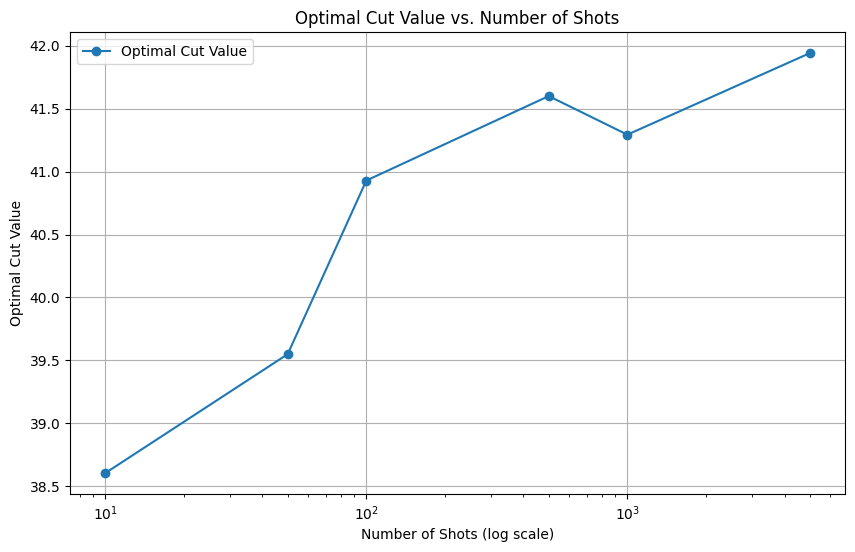 Optimal Cut Value vs. Number of Shots
Optimal Cut Value
42.0
41.5
41.0
40.5
40.0
39.5
39.0
38.5
Optimal Cut Value
10¹
10²
10³
Number of Shots (log scale)